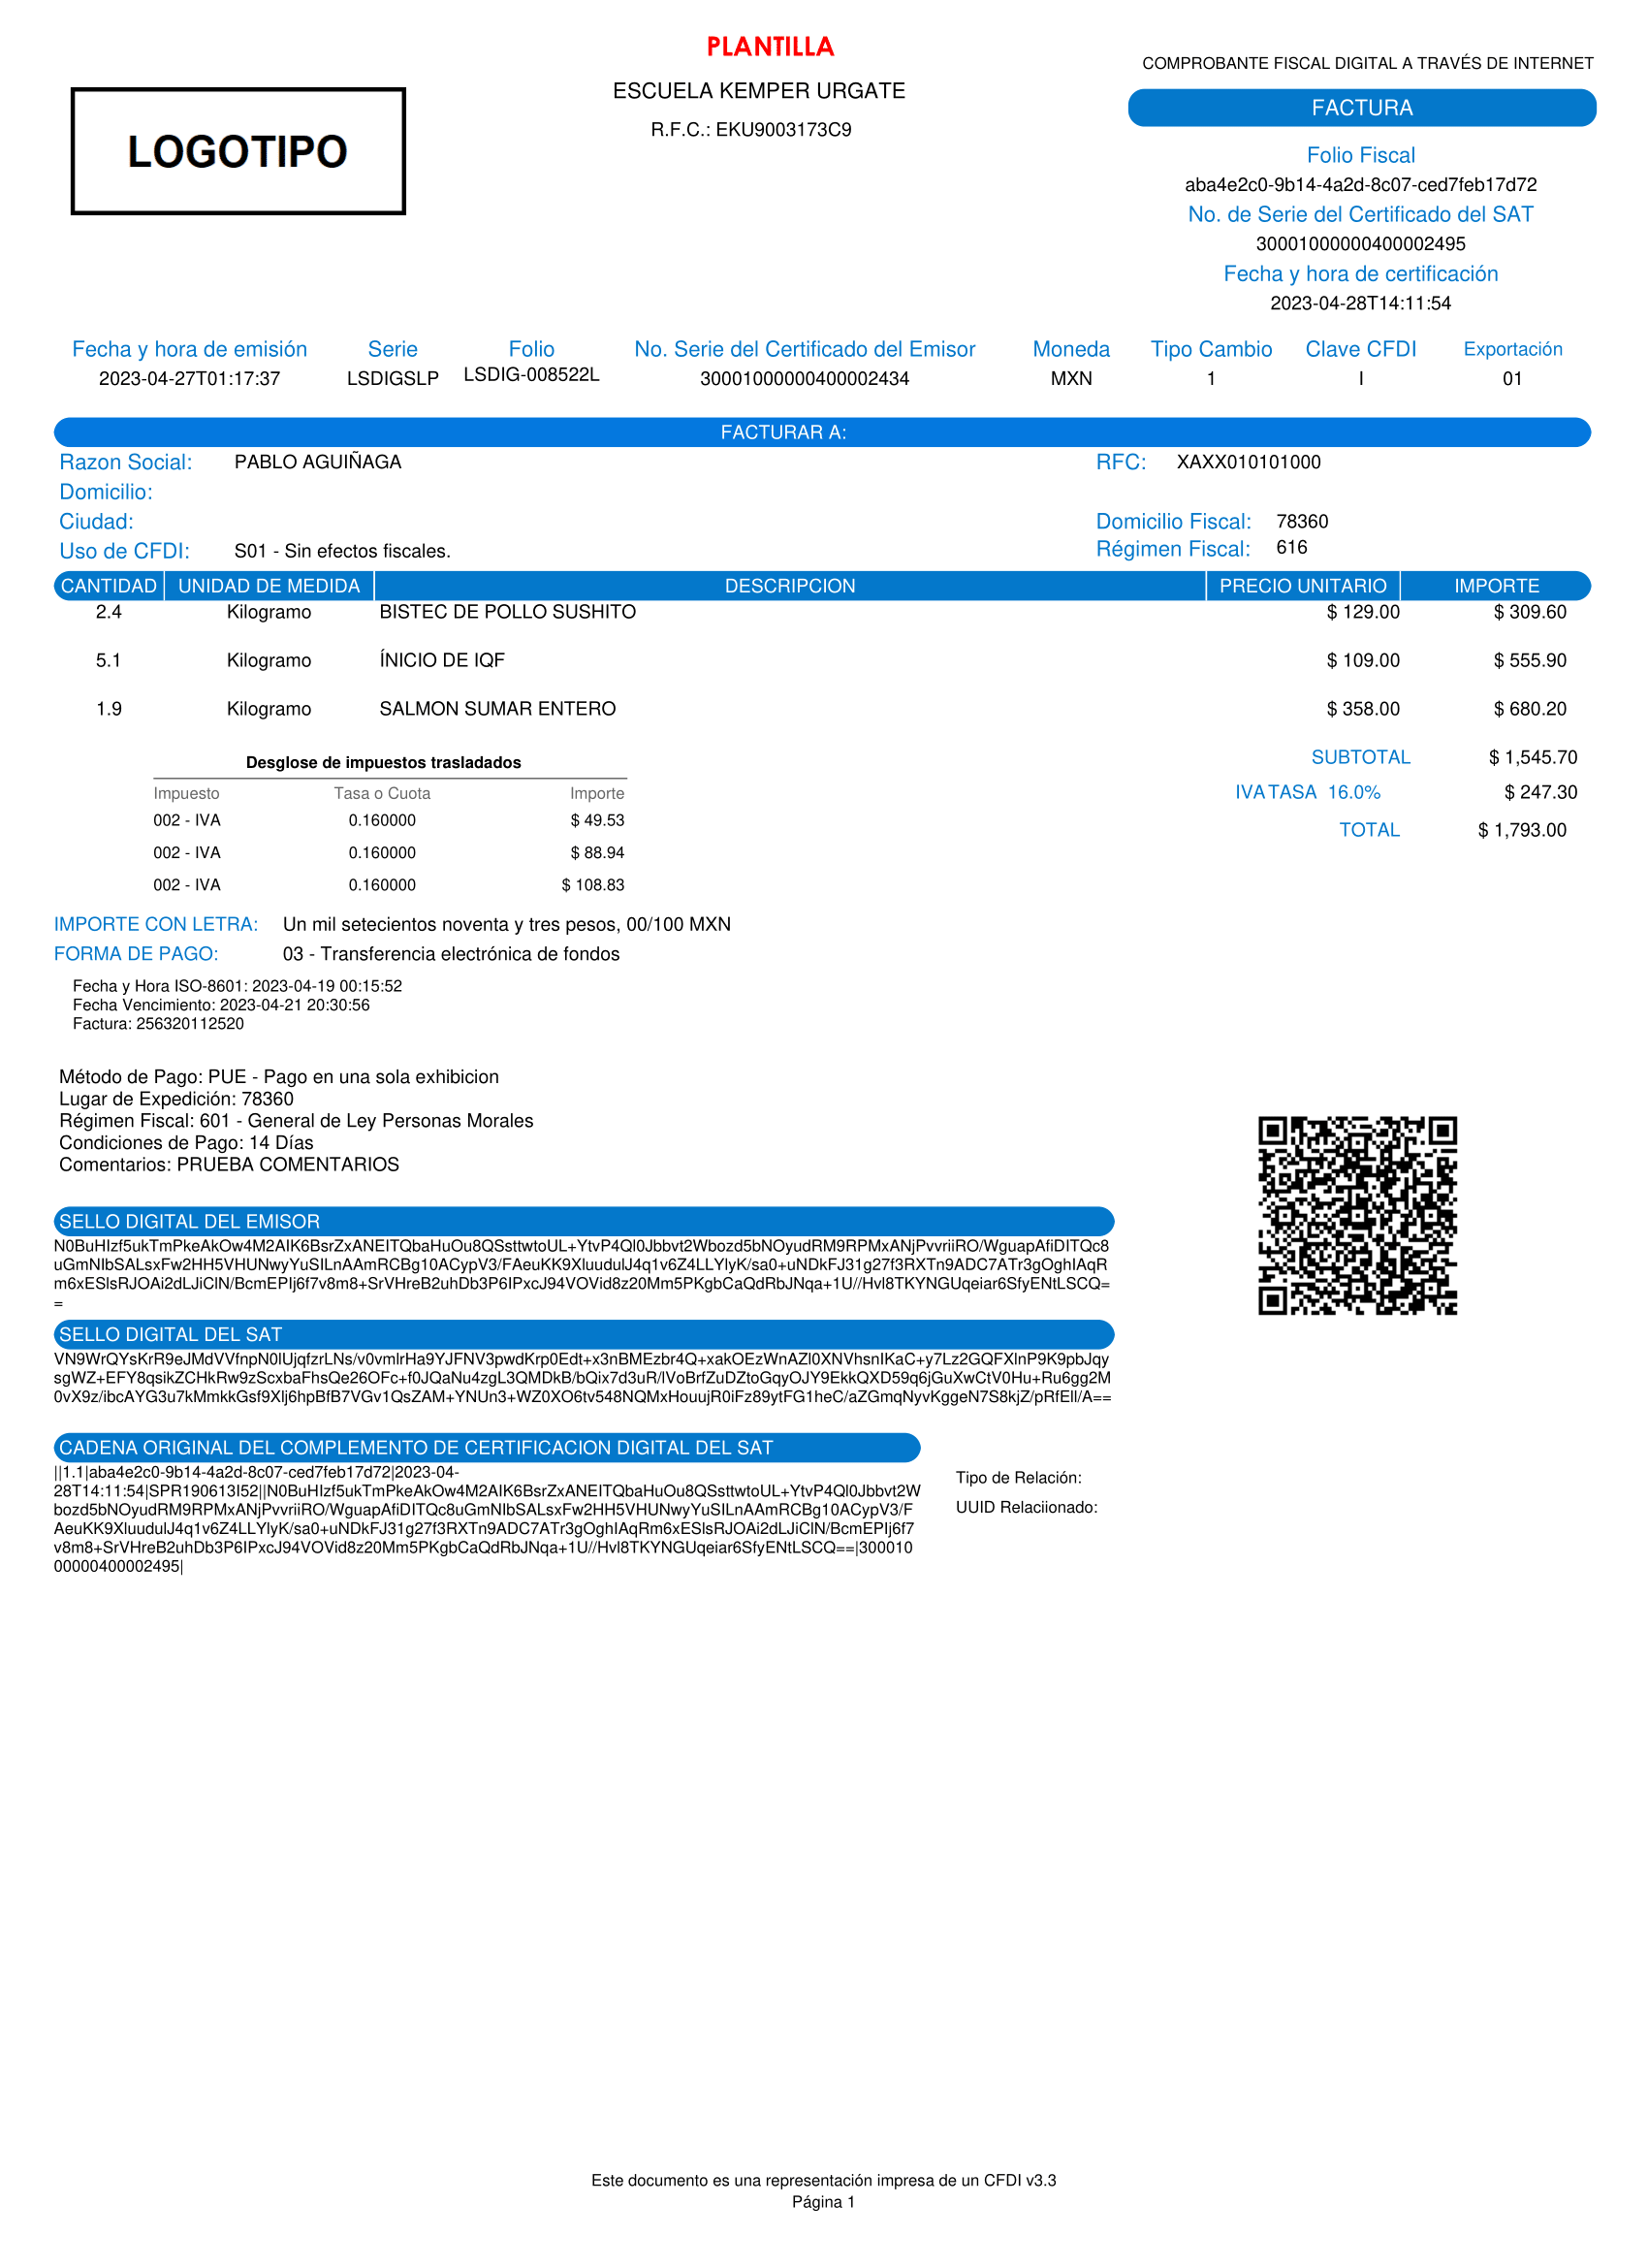 PLANTILLA
COMPROBANTE FISCAL DIGITAL A TRAVÉS DE INTERNET
LOGOTIPO
ESCUELA KEMPER URGATE
R.F.C.: EKU9003173C9
FACTURA
Folio Fiscal
aba4e2c0-9b14-4a2d-8c07-ced7feb17d72
No. de Serie del Certificado del SAT
30001000000400002495
Fecha y hora de certificación
2023-04-28T14:11:54
Fecha y hora de emisión Serie Folio No. Serie del Certificado del Emisor Moneda Tipo Cambio Clave CFDI Exportación
2023-04-27T01:17:37 LSDIGSLP LSDIG-008522L 30001000000400002434 MXN 1 I 01
FACTURAR A:
Razon Social: PABLO AGUIÑAGA RFC: XAXX010101000
Domicilio:
Ciudad: Domicilio Fiscal: 78360
Uso de CFDI: S01 - Sin efectos fiscales. Régimen Fiscal: 616
CANTIDAD UNIDAD DE MEDIDA DESCRIPCION PRECIO UNITARIO IMPORTE
2.4 Kilogramo BISTEC DE POLLO SUSHITO $ 129.00 $ 309.60
5.1 Kilogramo ÍNICIO DE IQF $ 109.00 $ 555.90
1.9 Kilogramo SALMON SUMAR ENTERO $ 358.00 $ 680.20
SUBTOTAL $ 1,545.70
IVA TASA 16.0% $ 247.30
TOTAL $ 1,793.00
Desglose de impuestos trasladados
Impuesto Tasa o Cuota Importe
002 - IVA 0.160000 $ 49.53
002 - IVA 0.160000 $ 88.94
002 - IVA 0.160000 $ 108.83
IMPORTE CON LETRA: Un mil setecientos noventa y tres pesos, 00/100 MXN
FORMA DE PAGO: 03 - Transferencia electrónica de fondos
Fecha y Hora ISO-8601: 2023-04-19 00:15:52
Fecha Vencimiento: 2023-04-21 20:30:56
Factura: 256320112520
Método de Pago: PUE - Pago en una sola exhibicion
Lugar de Expedición: 78360
Régimen Fiscal: 601 - General de Ley Personas Morales
Condiciones de Pago: 14 Días
Comentarios: PRUEBA COMENTARIOS
SELLO DIGITAL DEL EMISOR
N0BuHIzf5ukTmPkeAkOw4M2AIK6BsrZxANEITQbaHuOu8QSsttwtoUL+YtvP4Ql0Jbbvt2Wbozd5bNOyudRM9RPMxANjPvvriiRO/WguapAfiDITQc8
uGmNIbSALsxFw2HH5VHUNwyYuSILnAAmRCBg10ACypV3/FAeuKK9XluudulJ4q1v6Z4LLYlyK/sa0+uNDkFJ31g27f3RXTn9ADC7ATr3gOghIAqR
m6xESlsRJOAi2dLJiClN/BcmEPIj6f7v8m8+SrVHreB2uhDb3P6IPxcJ94VOVid8z20Mm5PKgbCaQdRbJNqa+1U//Hvl8TKYNGUqeiar6SfyENtLSCQ=
=
SELLO DIGITAL DEL SAT
VN9WrQYsKrR9eJMdVVfnpN0lUjqfzrLNs/v0vmlrHa9YJFNV3pwdKrp0Edt+x3nBMEzbr4Q+xakOEzWnAZl0XNVhsnIKaC+y7Lz2GQFXlnP9K9pbJqy
sgWZ+EFY8qsikZCHkRw9zScxbaFhsQe26OFc+f0JQaNu4zgL3QMDkB/bQix7d3uR/lVoBrfZuDZtoGqyOJY9EkkQXD59q6jGuXwCtV0Hu+Ru6gg2M
0vX9z/ibcAYG3u7kMmkkGsf9Xlj6hpBfB7VGv1QsZAM+YNUn3+WZ0XO6tv548NQMxHouujR0iFz89ytFG1heC/aZGmqNyvKggeN7S8kjZ/pRfEll/A==
CADENA ORIGINAL DEL COMPLEMENTO DE CERTIFICACION DIGITAL DEL SAT
||1.1|aba4e2c0-9b14-4a2d-8c07-ced7feb17d72|2023-04-
28T14:11:54|SPR190613I52||N0BuHIzf5ukTmPkeAkOw4M2AIK6BsrZxANEITQbaHuOu8QSsttwtoUL+YtvP4Ql0Jbbvt2W
bozd5bNOyudRM9RPMxANjPvvriiRO/WguapAfiDITQc8uGmNIbSALsxFw2HH5VHUNwyYuSILnAAmRCBg10ACypV3/F
AeuKK9XluudulJ4q1v6Z4LLYlyK/sa0+uNDkFJ31g27f3RXTn9ADC7ATr3gOghIAqRm6xESlsRJOAi2dLJiClN/BcmEPIj6f7
v8m8+SrVHreB2uhDb3P6IPxcJ94VOVid8z20Mm5PKgbCaQdRbJNqa+1U//Hvl8TKYNGUqeiar6SfyENtLSCQ==|300010
00000400002495|
Tipo de Relación:
UUID Relaciionado:
Este documento es una representación impresa de un CFDI v3.3
Página 1